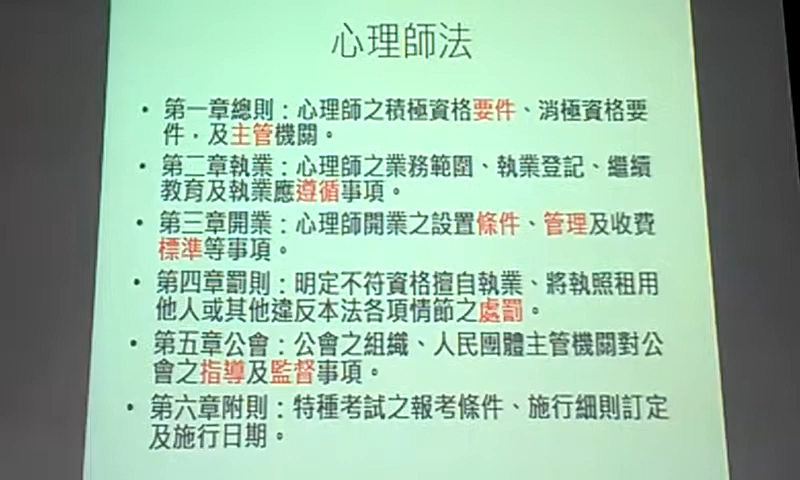 心理師法
• 第一章總則：心理師之積極資格要件、消極資格要
件，及主管機關。
• 第二章執業：心理師之業務範圍、執業登記、繼續
教育及執業應遵循事項。
• 第三章開業：心理師開業之設置條件、管理及收費
標準等事項。
• 第四章罰則：明定不符資格擅自執業、將執照租用
他人或其他違反本法各項情節之處罰。
• 第五章公會：公會之組織、人民團體主管機關對公
會之指導及監督事項。
• 第六章附則：特種考試之報考條件、施行細則訂定
及施行日期。